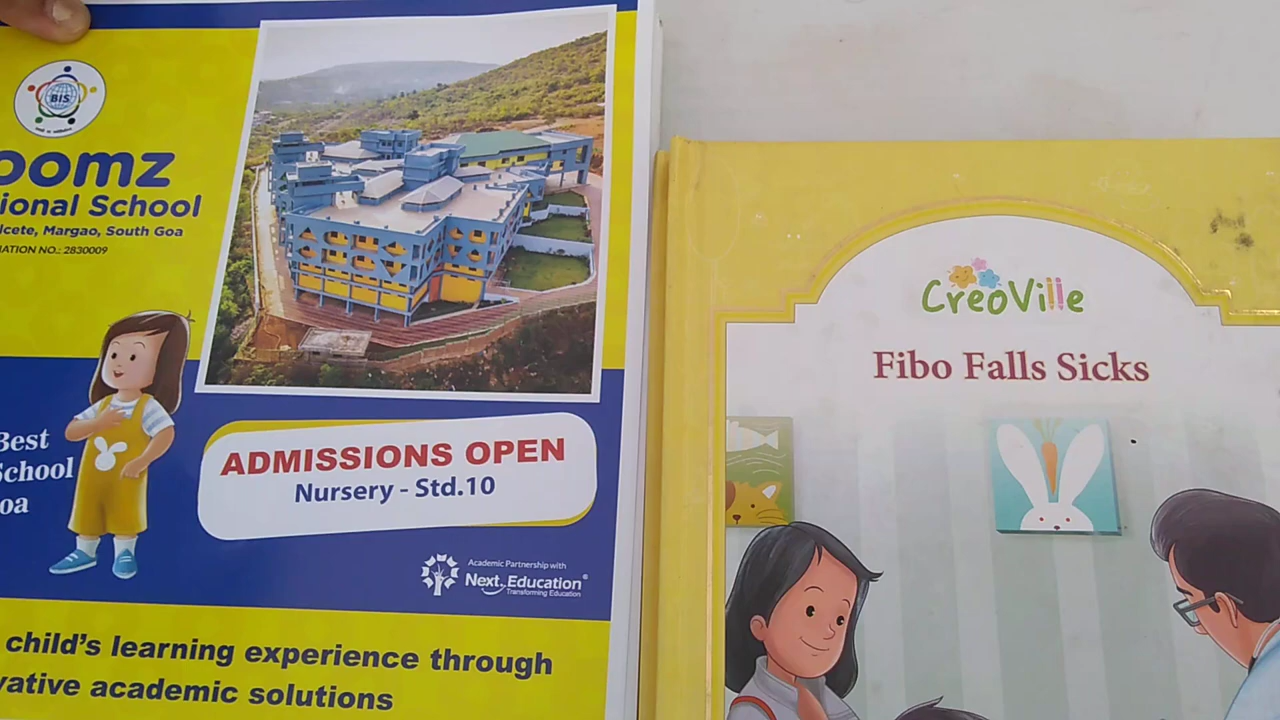 BIS
oomz
ional School
lcete, Margao, South Goa
IATION NO.: 2830009
Best
School
oa
ADMISSIONS OPEN
Nursery - Std.10
Academic Partnership with
Next Education
Transforming Education
child's learning experience through
vative academic solutions
CreoVille
Fibo Falls Sicks